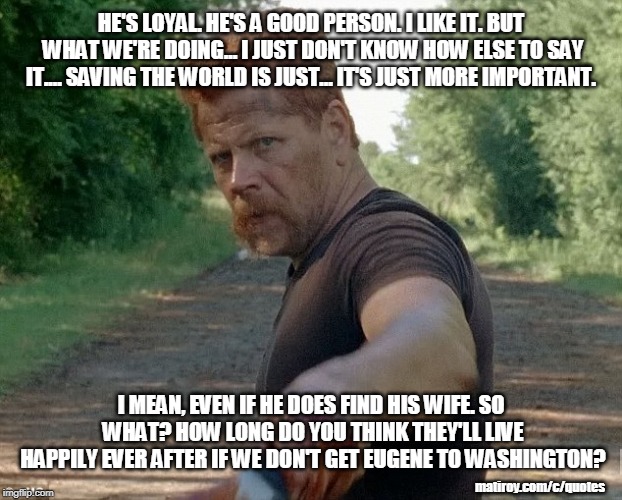 HE'S LOYAL. HE'S A GOOD PERSON. I LIKE IT. BUT
WHAT WE'RE DOING... I JUST DON'T KNOW HOW ELSE TO SAY
IT.... SAVING THE WORLD IS JUST... IT'S JUST MORE IMPORTANT.
I MEAN, EVEN IF HE DOES FIND HIS WIFE. SO
WHAT? HOW LONG DO YOU THINK THEY'LL LIVE
HAPPILY EVER AFTER IF WE DON'T GET EUGENE TO WASHINGTON?
matiroy.com/c/quotes
imgflip.com